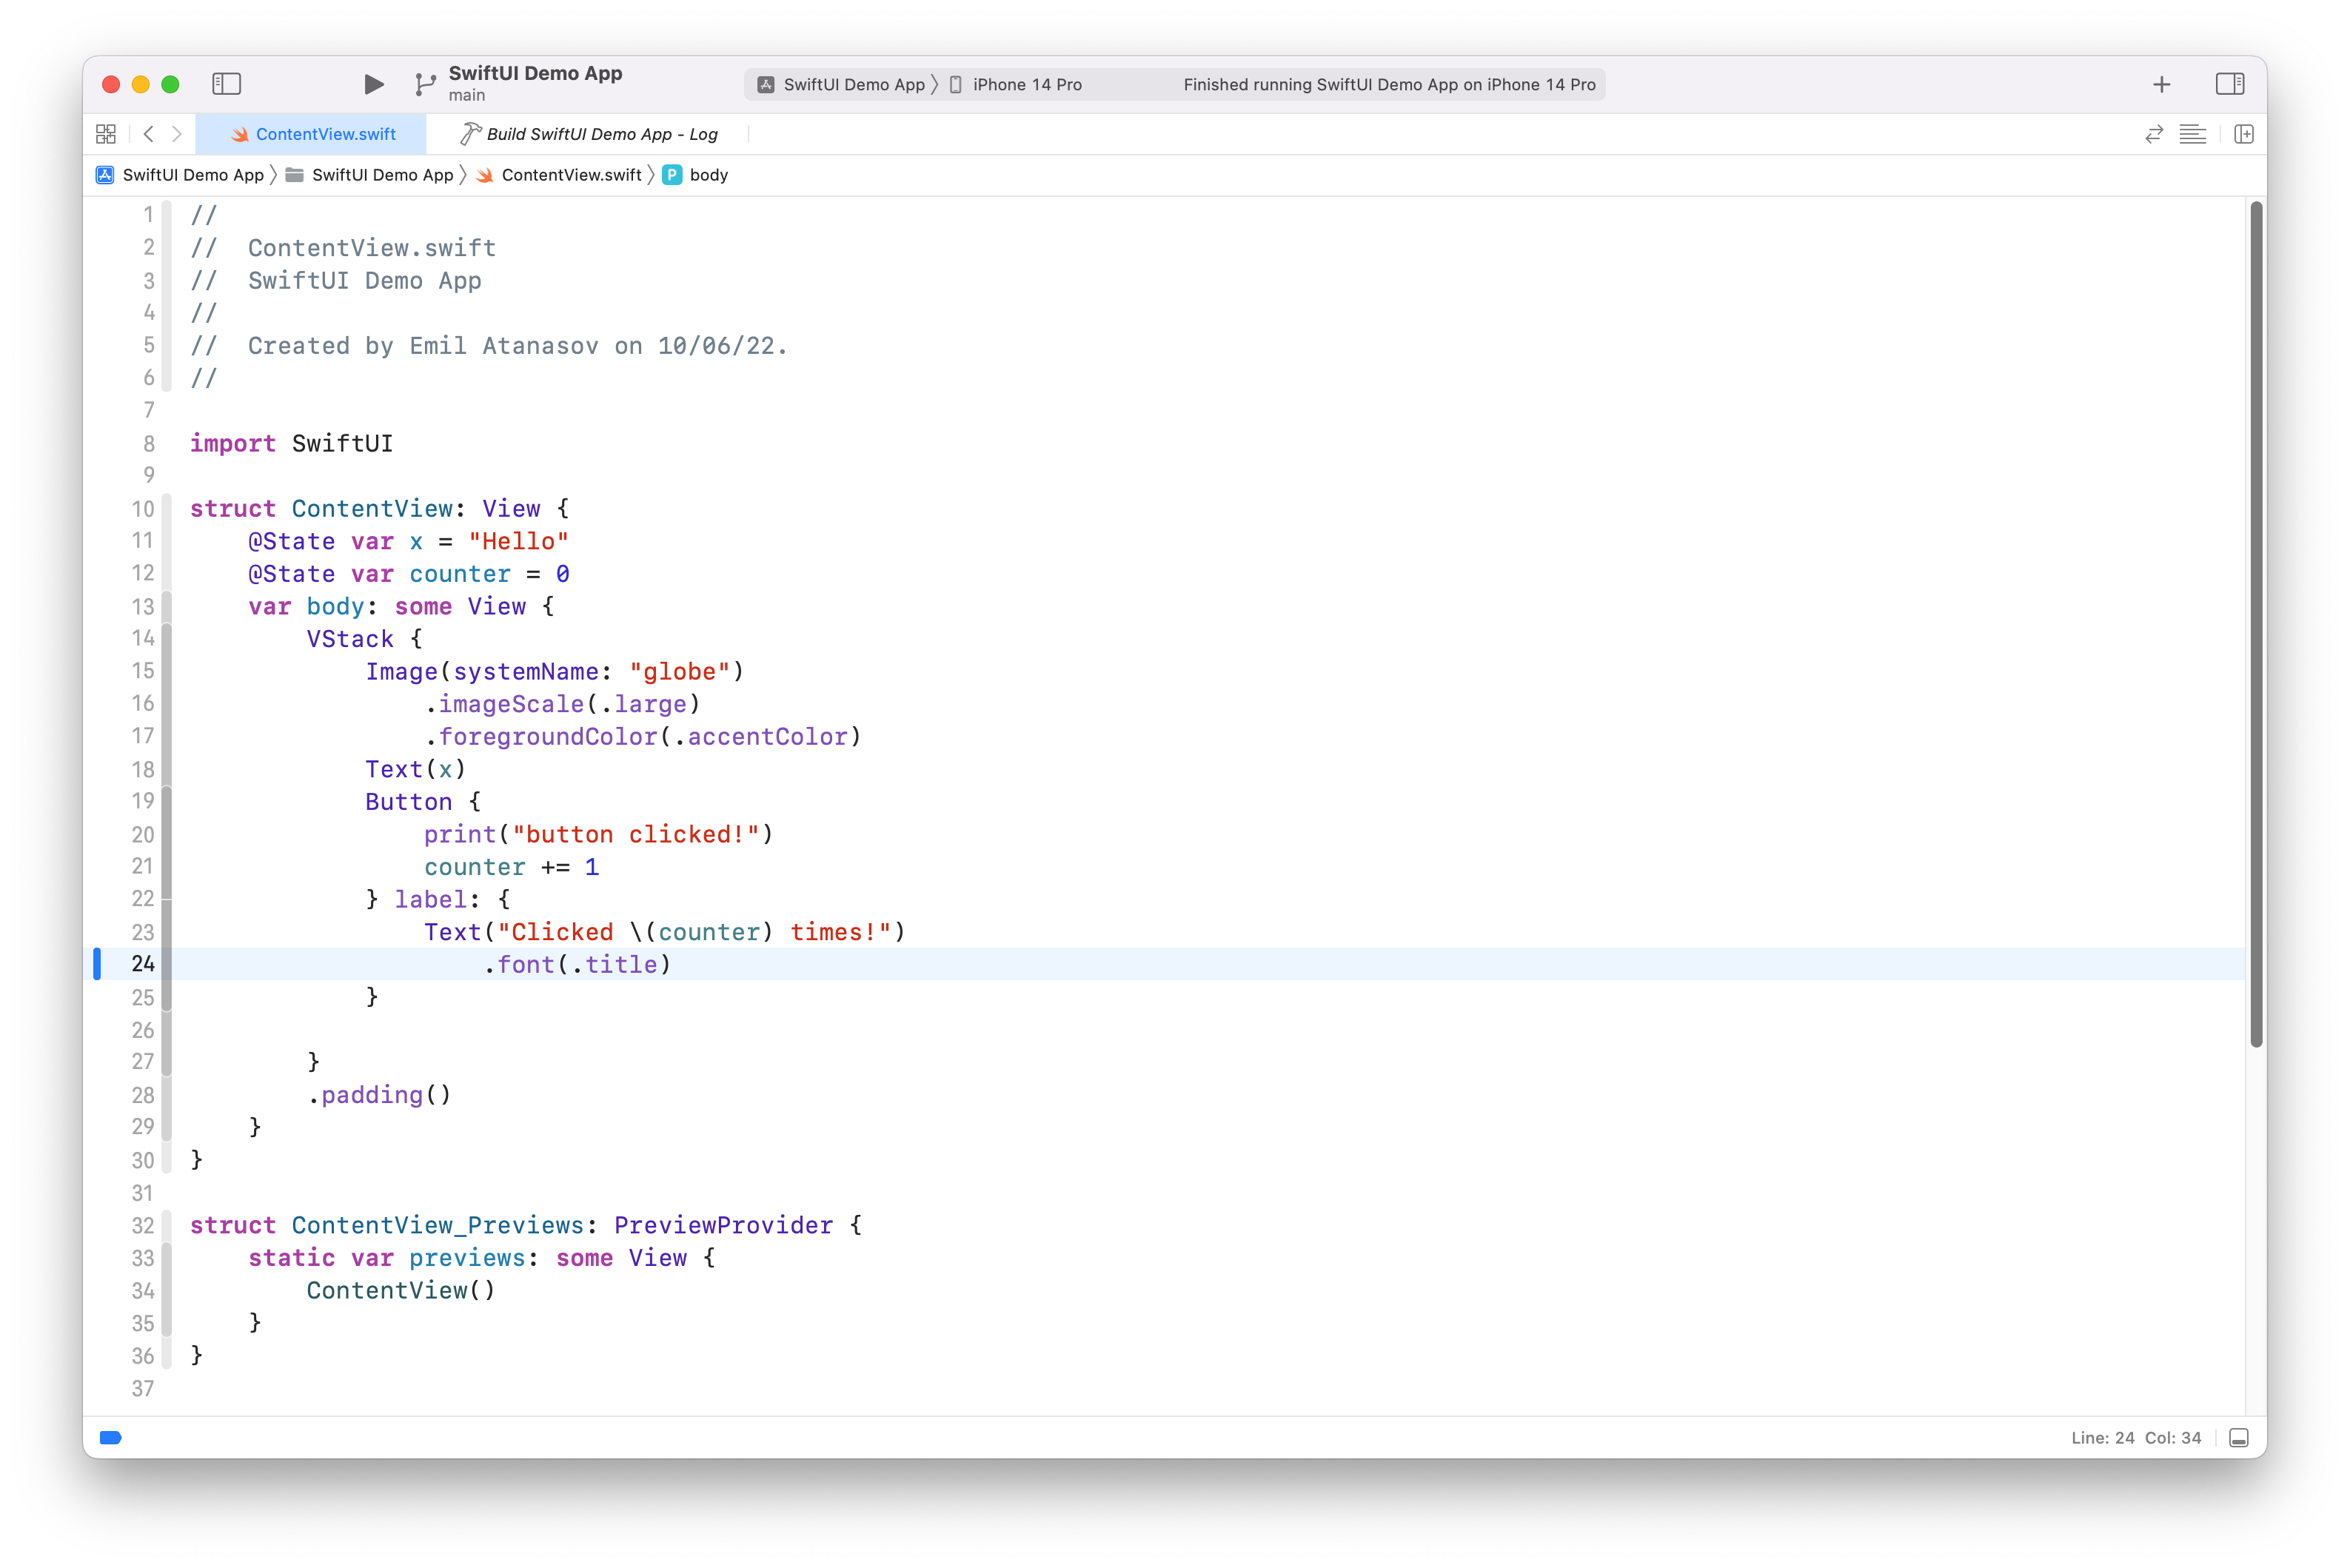 SwiftUI Demo App
main
SwiftUI Demo App 〉 iPhone 14 Pro Finished running SwiftUI Demo App on iPhone 14 Pro
ContentView.swift Build SwiftUI Demo App - Log
SwiftUI Demo App 〉 SwiftUI Demo App 〉 ContentView.swift 〉 P body
1 //
2 //  ContentView.swift
3 //  SwiftUI Demo App
4 //
5 //  Created by Emil Atanasov on 10/06/22.
6 //
7
8 import SwiftUI
9
10 struct ContentView: View {
11     @State var x = "Hello"
12     @State var counter = 0
13     var body: some View {
14         VStack {
15             Image(systemName: "globe")
16                 .imageScale(.large)
17                 .foregroundColor(.accentColor)
18             Text(x)
19             Button {
20                 print("button clicked!")
21                 counter += 1
22             } label: {
23                 Text("Clicked \(counter) times!")
24                     .font(.title)
25             }
26
27         }
28         .padding()
29     }
30 }
31
32 struct ContentView_Previews: PreviewProvider {
33     static var previews: some View {
34         ContentView()
35     }
36 }
37
Line: 24 Col: 34